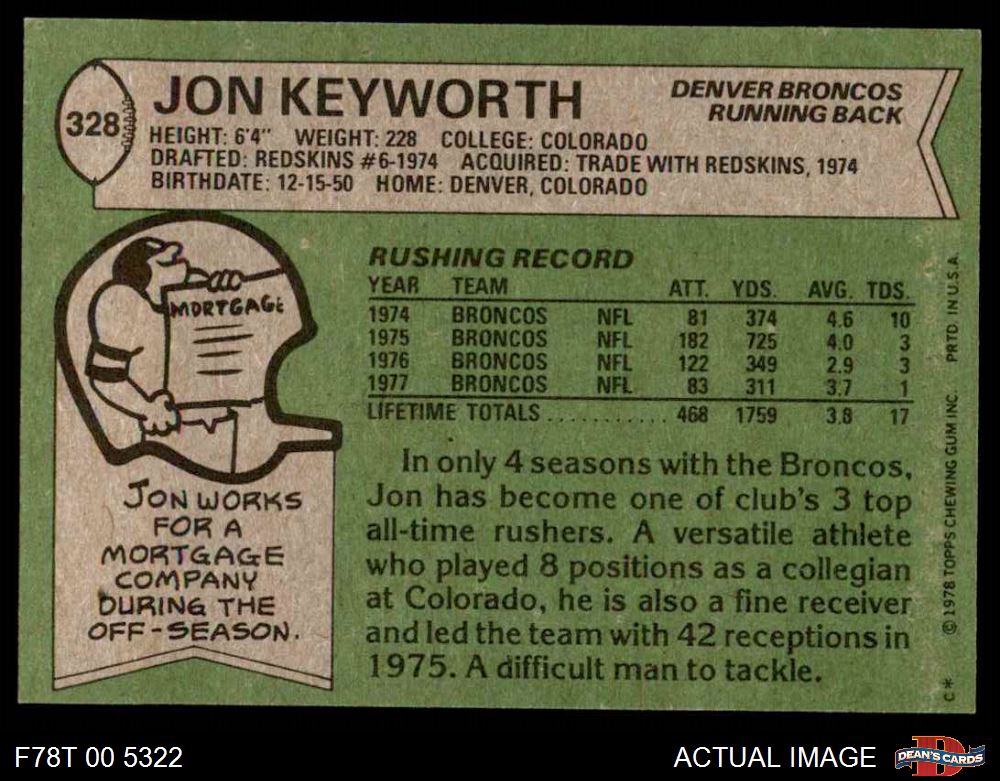 328
JON KEYWORTH
DENVER BRONCOS
RUNNING BACK
HEIGHT: 6'4" WEIGHT: 228 COLLEGE: COLORADO
DRAFTED: REDSKINS #6-1974 ACQUIRED: TRADE WITH REDSKINS, 1974
BIRTHDATE: 12-15-50 HOME: DENVER, COLORADO
MORTGAGE
JON WORKS
FOR A
MORTGAGE
COMPANY
DURING THE
OFF-SEASON.
RUSHING RECORD
YEAR TEAM ATT. YDS. AVG. TDS.
1974 BRONCOS NFL 81 374 4.6 10
1975 BRONCOS NFL 182 725 4.0 3
1976 BRONCOS NFL 122 349 2.9 3
1977 BRONCOS NFL 83 311 3.7 1
LIFETIME TOTALS ........... 468 1759 3.8 17
In only 4 seasons with the Broncos,
Jon has become one of club's 3 top
all-time rushers. A versatile athlete
who played 8 positions as a collegian
at Colorado, he is also a fine receiver
and led the team with 42 receptions in
1975. A difficult man to tackle.
C* © 1978 TOPPS CHEWING GUM INC. PRTD. IN U.S.A.
F78T 00 5322
ACTUAL IMAGE
D
DEAN'S CARDS